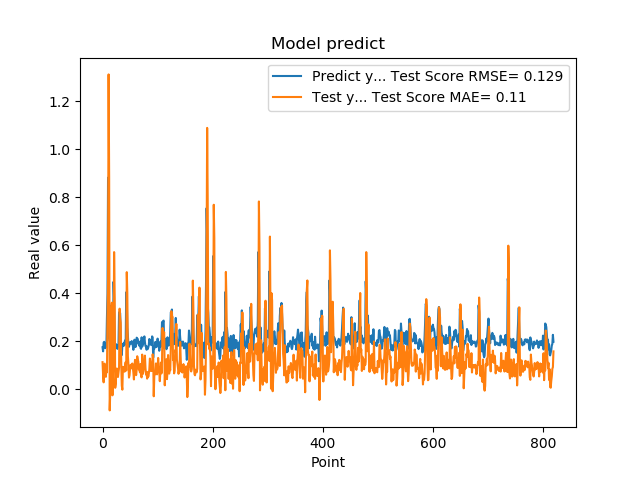 Model predict
Predict y... Test Score RMSE= 0.129
Test y... Test Score MAE= 0.11
1.2
1.0
0.8
0.6
0.4
0.2
0.0
Real value
0 200 400 600 800
Point